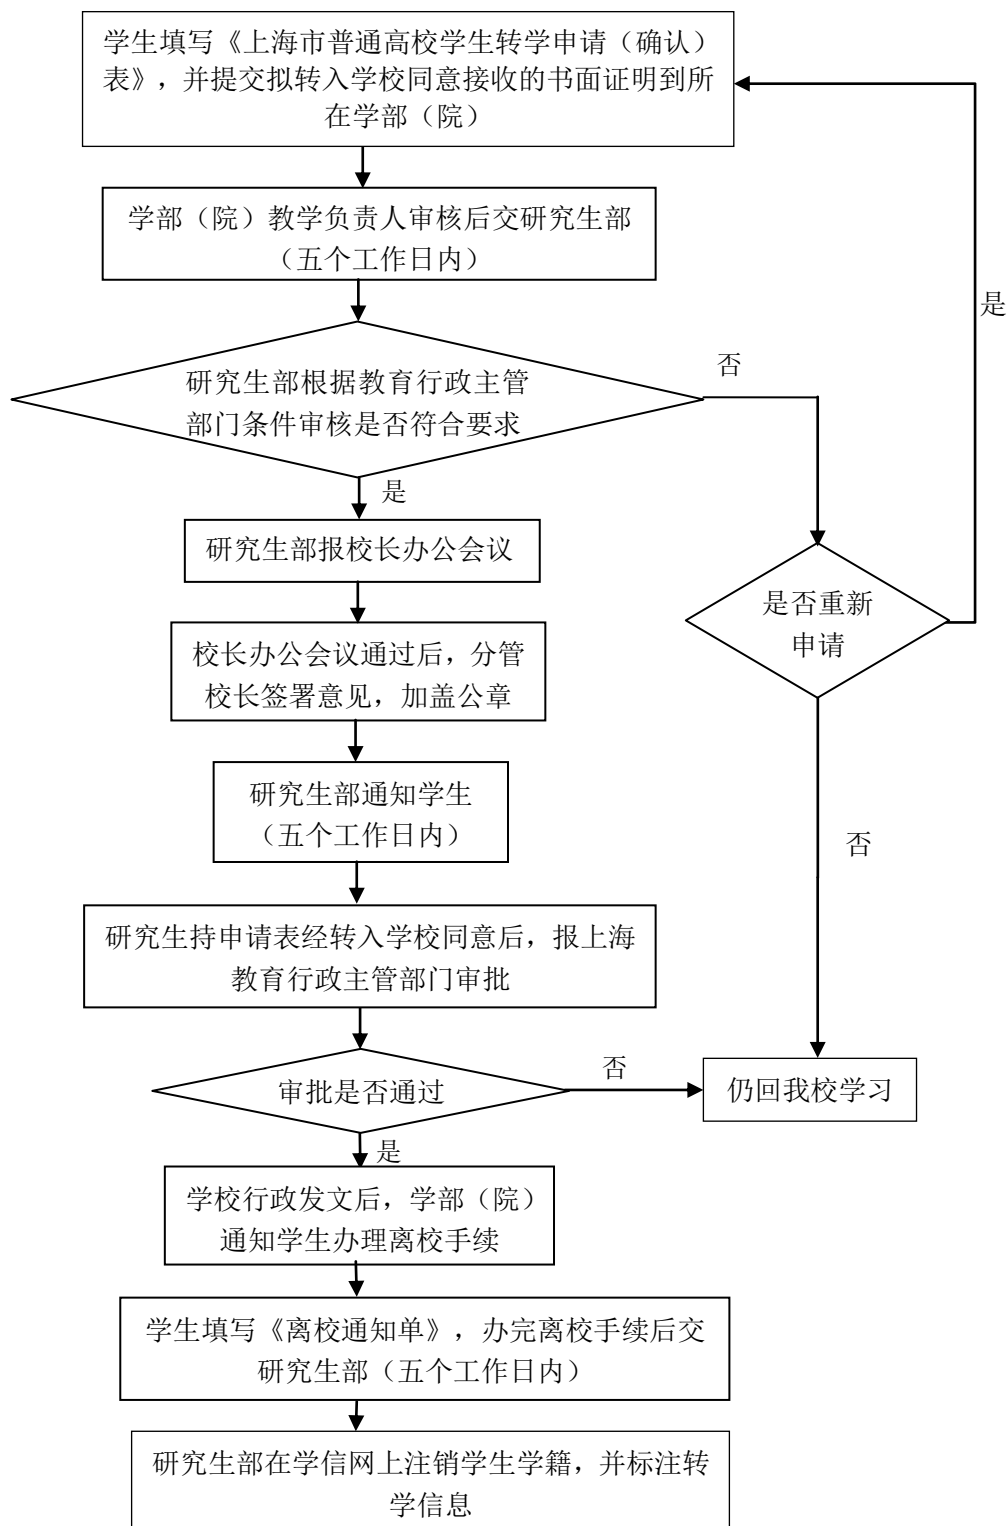 学生填写《上海市普通高校学生转学申请（确认）
表》，并提交拟转入学校同意接收的书面证明到所
在学部（院）
学部（院）教学负责人审核后交研究生部
（五个工作日内）
是
否
研究生部根据教育行政主管
部门条件审核是否符合要求
是
研究生部报校长办公会议
是否重新
申请
校长办公会议通过后，分管
校长签署意见，加盖公章
研究生部通知学生
（五个工作日内）
否
研究生持申请表经转入学校同意后，报上海
教育行政主管部门审批
审批是否通过
否
仍回我校学习
是
学校行政发文后，学部（院）
通知学生办理离校手续
学生填写《离校通知单》，办完离校手续后交
研究生部（五个工作日内）
研究生部在学信网上注销学生学籍，并标注转
学信息